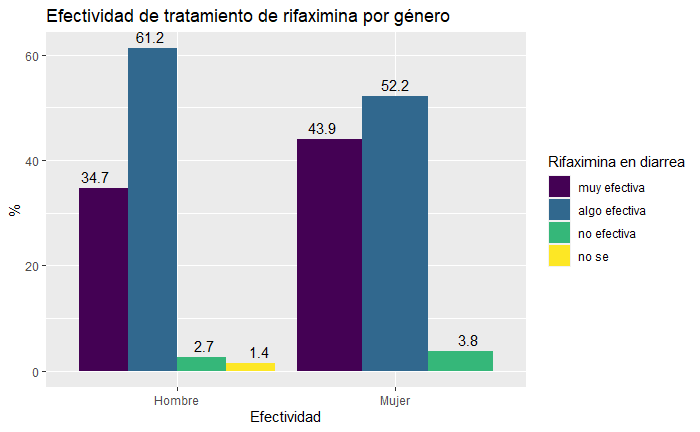 Efectividad de tratamiento de rifaximina por género
61.2
52.2
43.9
34.7
2.7
1.4
3.8
60
40
20
0
%
Hombre
Mujer
Efectividad
Rifaximina en diarrea
muy efectiva
algo efectiva
no efectiva
no se